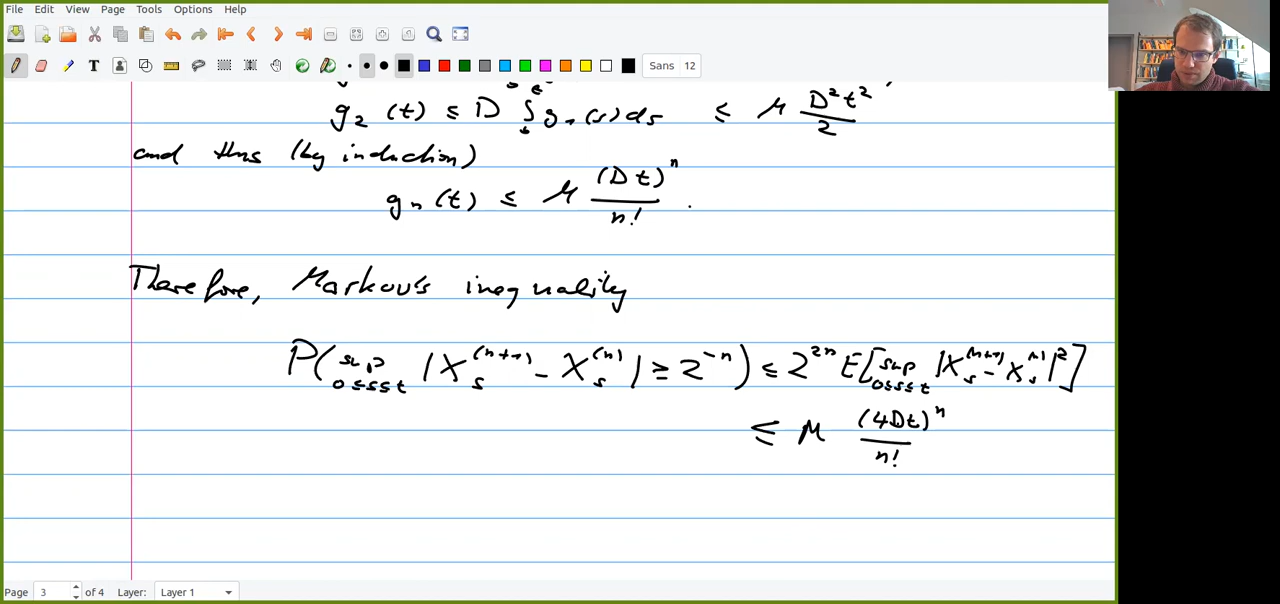 File Edit View Page Tools Options Help
Sans 12
g₂ (t) ≤ D ∫ g₁(s) ds ≤ M D²t²/2
and thus (by induction)
gₙ (t) ≤ M (Dt)ⁿ/n! .
Therefore, Markov's inequality
P( sup_{0≤s≤t} | X_s^{(n+1)} - X_s^{(n)} | ≥ 2^{-n} ) ≤ 2^{2n} E[ sup_{0≤s≤t} | X_s^{(n+1)} - X_s^{(n)} |² ]
≤ M (4Dt)ⁿ/n!
Page 3 of 4 Layer: Layer 1